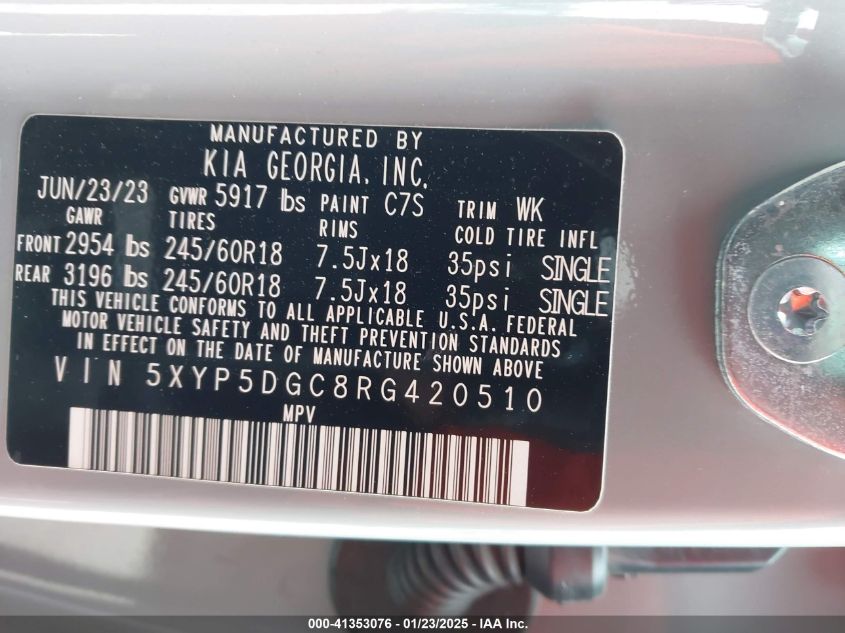 MANUFACTURED BY
KIA GEORGIA, INC.
JUN/23/23 GVWR 5917 lbs PAINT C7S TRIM WK
GAWR TIRES RIMS COLD TIRE INFL
FRONT 2954 lbs 245/60R18 7.5Jx18 35psi SINGLE
REAR 3196 lbs 245/60R18 7.5Jx18 35psi SINGLE
THIS VEHICLE CONFORMS TO ALL APPLICABLE U.S.A. FEDERAL
MOTOR VEHICLE SAFETY AND THEFT PREVENTION STANDARDS
IN EFFECT ON THE DATE OF MANUFACTURE SHOWN ABOVE
VIN 5XYP5DGC8RG420510
MPV
000-41353076 — 01/23/2025 — IAA Inc.